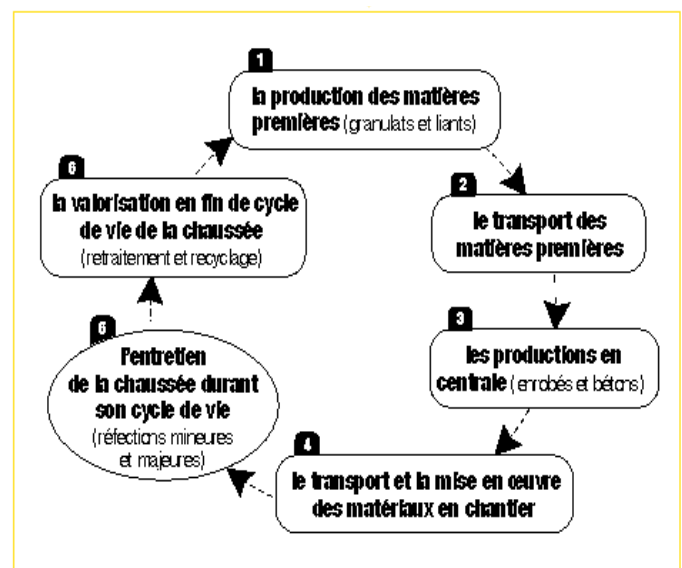 1
la production des matières
premières (granulats et liants)
2
le transport des
matières premières
3
les productions en
centrale (enrobés et bétons)
4
le transport et la mise en œuvre
des matériaux en chantier
5
l'entretien
de la chaussée durant
son cycle de vie
(réfections mineures
et majeures)
6
la valorisation en fin de cycle
de vie de la chaussée
(retraitement et recyclage)